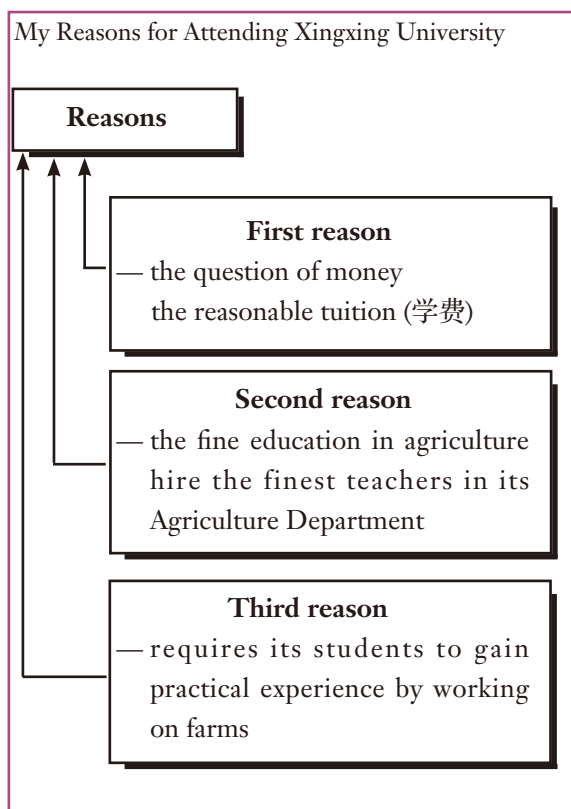 My Reasons for Attending Xingxing University
Reasons
First reason
— the question of money
the reasonable tuition (学费)
Second reason
— the fine education in agriculture
hire the finest teachers in its
Agriculture Department
Third reason
— requires its students to gain
practical experience by working
on farms